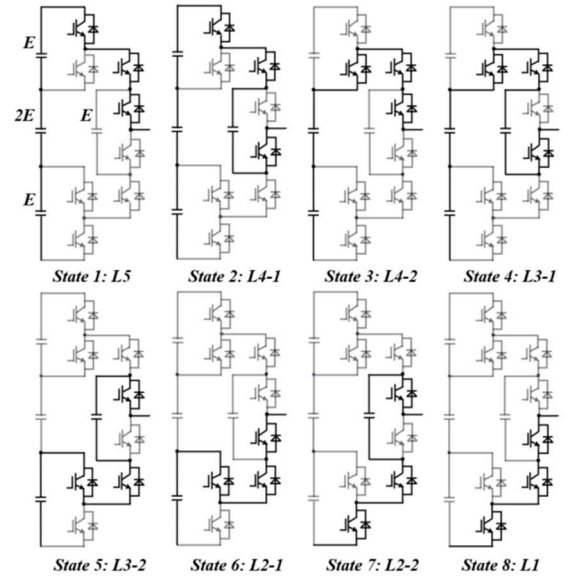 E
2E
E
E
State 1: L5
State 2: L4-1
State 3: L4-2
State 4: L3-1
State 5: L3-2
State 6: L2-1
State 7: L2-2
State 8: L1